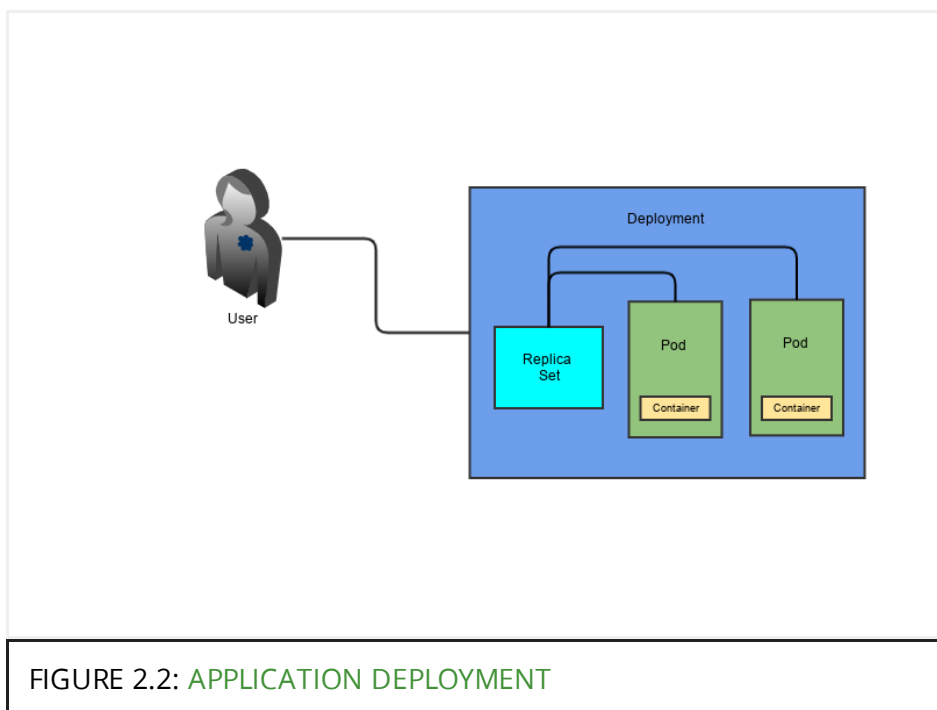 Deployment
User
Replica
Set
Pod
Container
Pod
Container
FIGURE 2.2: APPLICATION DEPLOYMENT